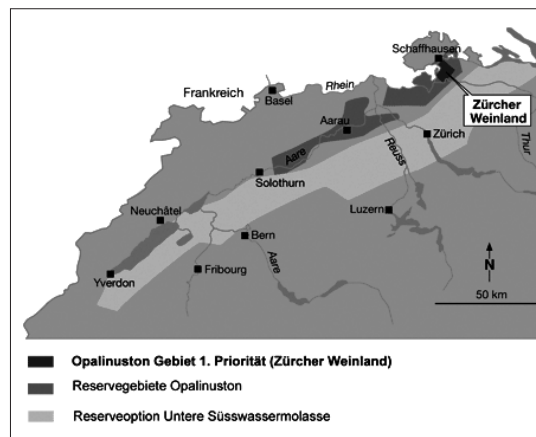 Schaffhausen
Frankreich
Rhein
Basel
Zürcher
Weinland
Aarau
Zürich
Thur
Aare
Reuss
Solothurn
Neuchâtel
Luzern
Bern
Yverdon
Fribourg
Aare
N
50 km
Opalinuston Gebiet 1. Priorität (Zürcher Weinland)
Reservegebiete Opalinuston
Reserveoption Untere Süsswassermolasse